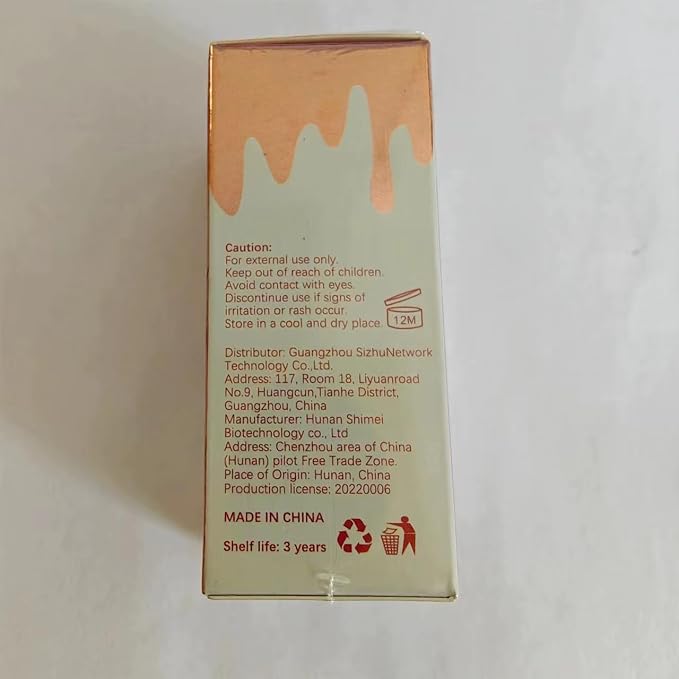 Caution:
For external use only.
Keep out of reach of children.
Avoid contact with eyes.
Discontinue use if signs of
irritation or rash occur.
Store in a cool and dry place.
12M
Distributor: Guangzhou SizhuNetwork
Technology Co.,Ltd.
Address: 117, Room 18, Liyuanroad
No.9, Huangcun,Tianhe District,
Guangzhou, China
Manufacturer: Hunan Shimei
Biotechnology co., Ltd
Address: Chenzhou area of China
(Hunan) pilot Free Trade Zone.
Place of Origin: Hunan, China
Production license: 20220006
MADE IN CHINA
Shelf life: 3 years